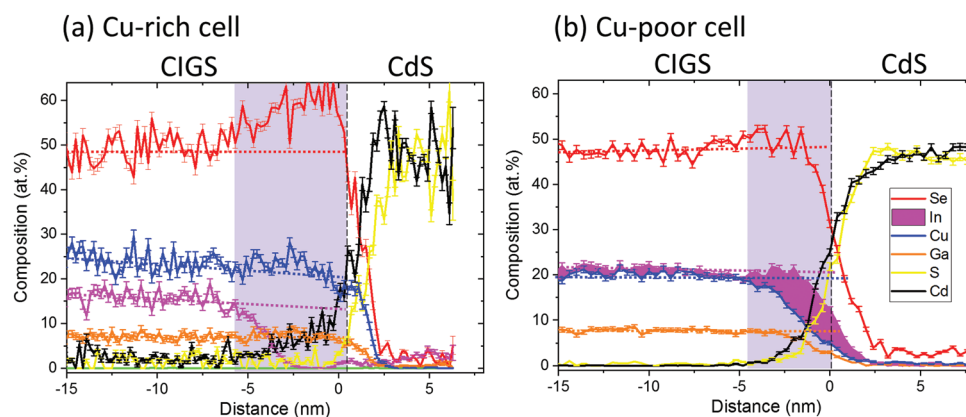 (a) Cu-rich cell
CIGS
CdS
60
50
40
30
20
10
0
Composition (at.%)
-15
-10
-5
0
5
Distance (nm)
(b) Cu-poor cell
CIGS
CdS
60
50
40
30
20
10
0
Composition (at.%)
-15
-10
-5
0
5
Distance (nm)
Se
In
Cu
Ga
S
Cd